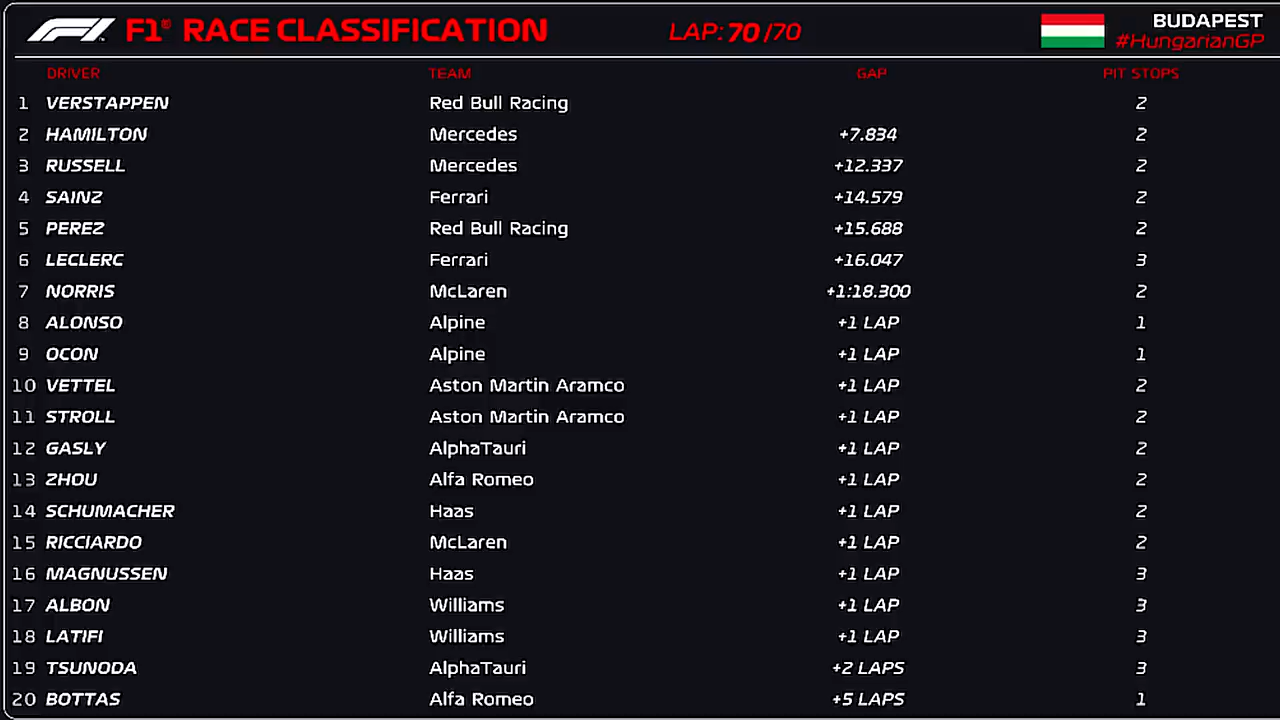 F1® RACE CLASSIFICATION LAP: 70/70 BUDAPEST
#HungarianGP
DRIVER TEAM GAP PIT STOPS
1 VERSTAPPEN Red Bull Racing 2
2 HAMILTON Mercedes +7.834 2
3 RUSSELL Mercedes +12.337 2
4 SAINZ Ferrari +14.579 2
5 PEREZ Red Bull Racing +15.688 2
6 LECLERC Ferrari +16.047 3
7 NORRIS McLaren +1:18.300 2
8 ALONSO Alpine +1 LAP 1
9 OCON Alpine +1 LAP 1
10 VETTEL Aston Martin Aramco +1 LAP 2
11 STROLL Aston Martin Aramco +1 LAP 2
12 GASLY AlphaTauri +1 LAP 2
13 ZHOU Alfa Romeo +1 LAP 2
14 SCHUMACHER Haas +1 LAP 2
15 RICCIARDO McLaren +1 LAP 2
16 MAGNUSSEN Haas +1 LAP 3
17 ALBON Williams +1 LAP 3
18 LATIFI Williams +1 LAP 3
19 TSUNODA AlphaTauri +2 LAPS 3
20 BOTTAS Alfa Romeo +5 LAPS 1